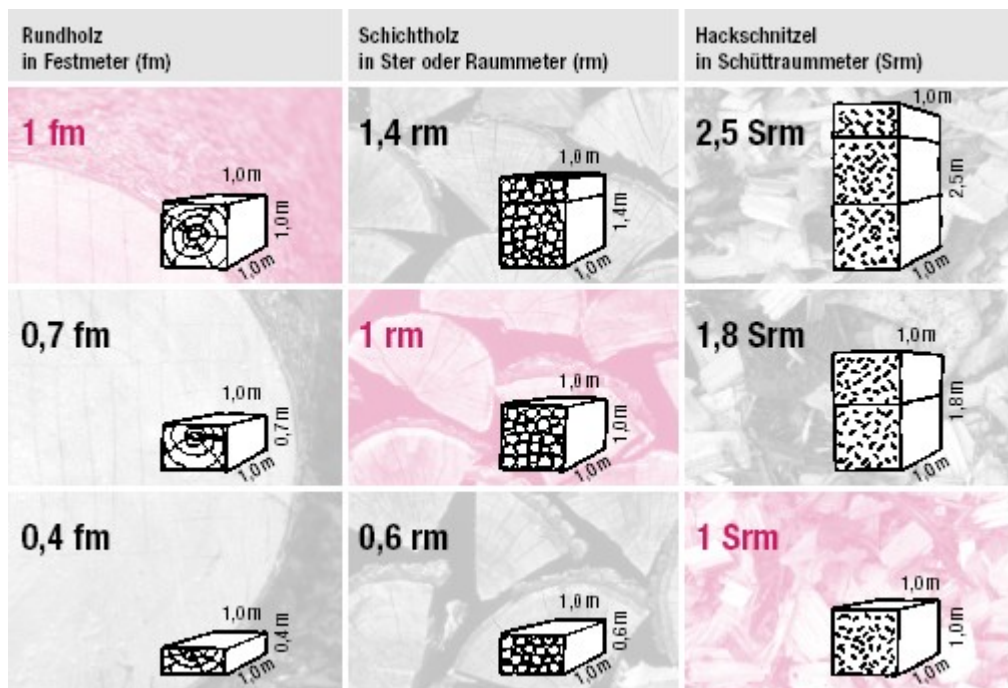 Rundholz
in Festmeter (fm)
Schichtholz
in Ster oder Raummeter (rm)
Hackschnitzel
in Schüttraummeter (Srm)
1 fm
1,0 m
1,0 m
1,0 m
1,4 rm
1,0 m
1,4 m
1,0 m
2,5 Srm
1,0 m
2,5 m
1,0 m
0,7 fm
1,0 m
0,7 m
1,0 m
1 rm
1,0 m
1,0 m
1,0 m
1,8 Srm
1,0 m
1,8 m
1,0 m
0,4 fm
1,0 m
0,4 m
1,0 m
0,6 rm
1,0 m
0,6 m
1,0 m
1 Srm
1,0 m
1,0 m
1,0 m